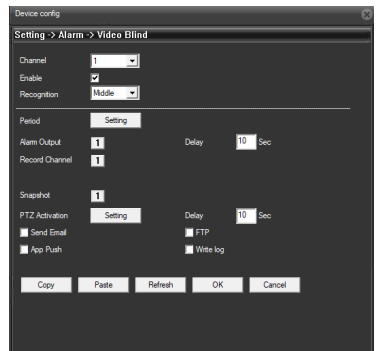 Device config
Setting -> Alarm -> Video Blind
Channel 1
Enable
Recognition Middle
Period Setting
Alarm Output 1 Delay 10 Sec
Record Channel 1
Snapshot 1
PTZ Activation Setting Delay 10 Sec
Send Email FTP
App Push Write log
Copy Paste Refresh OK Cancel